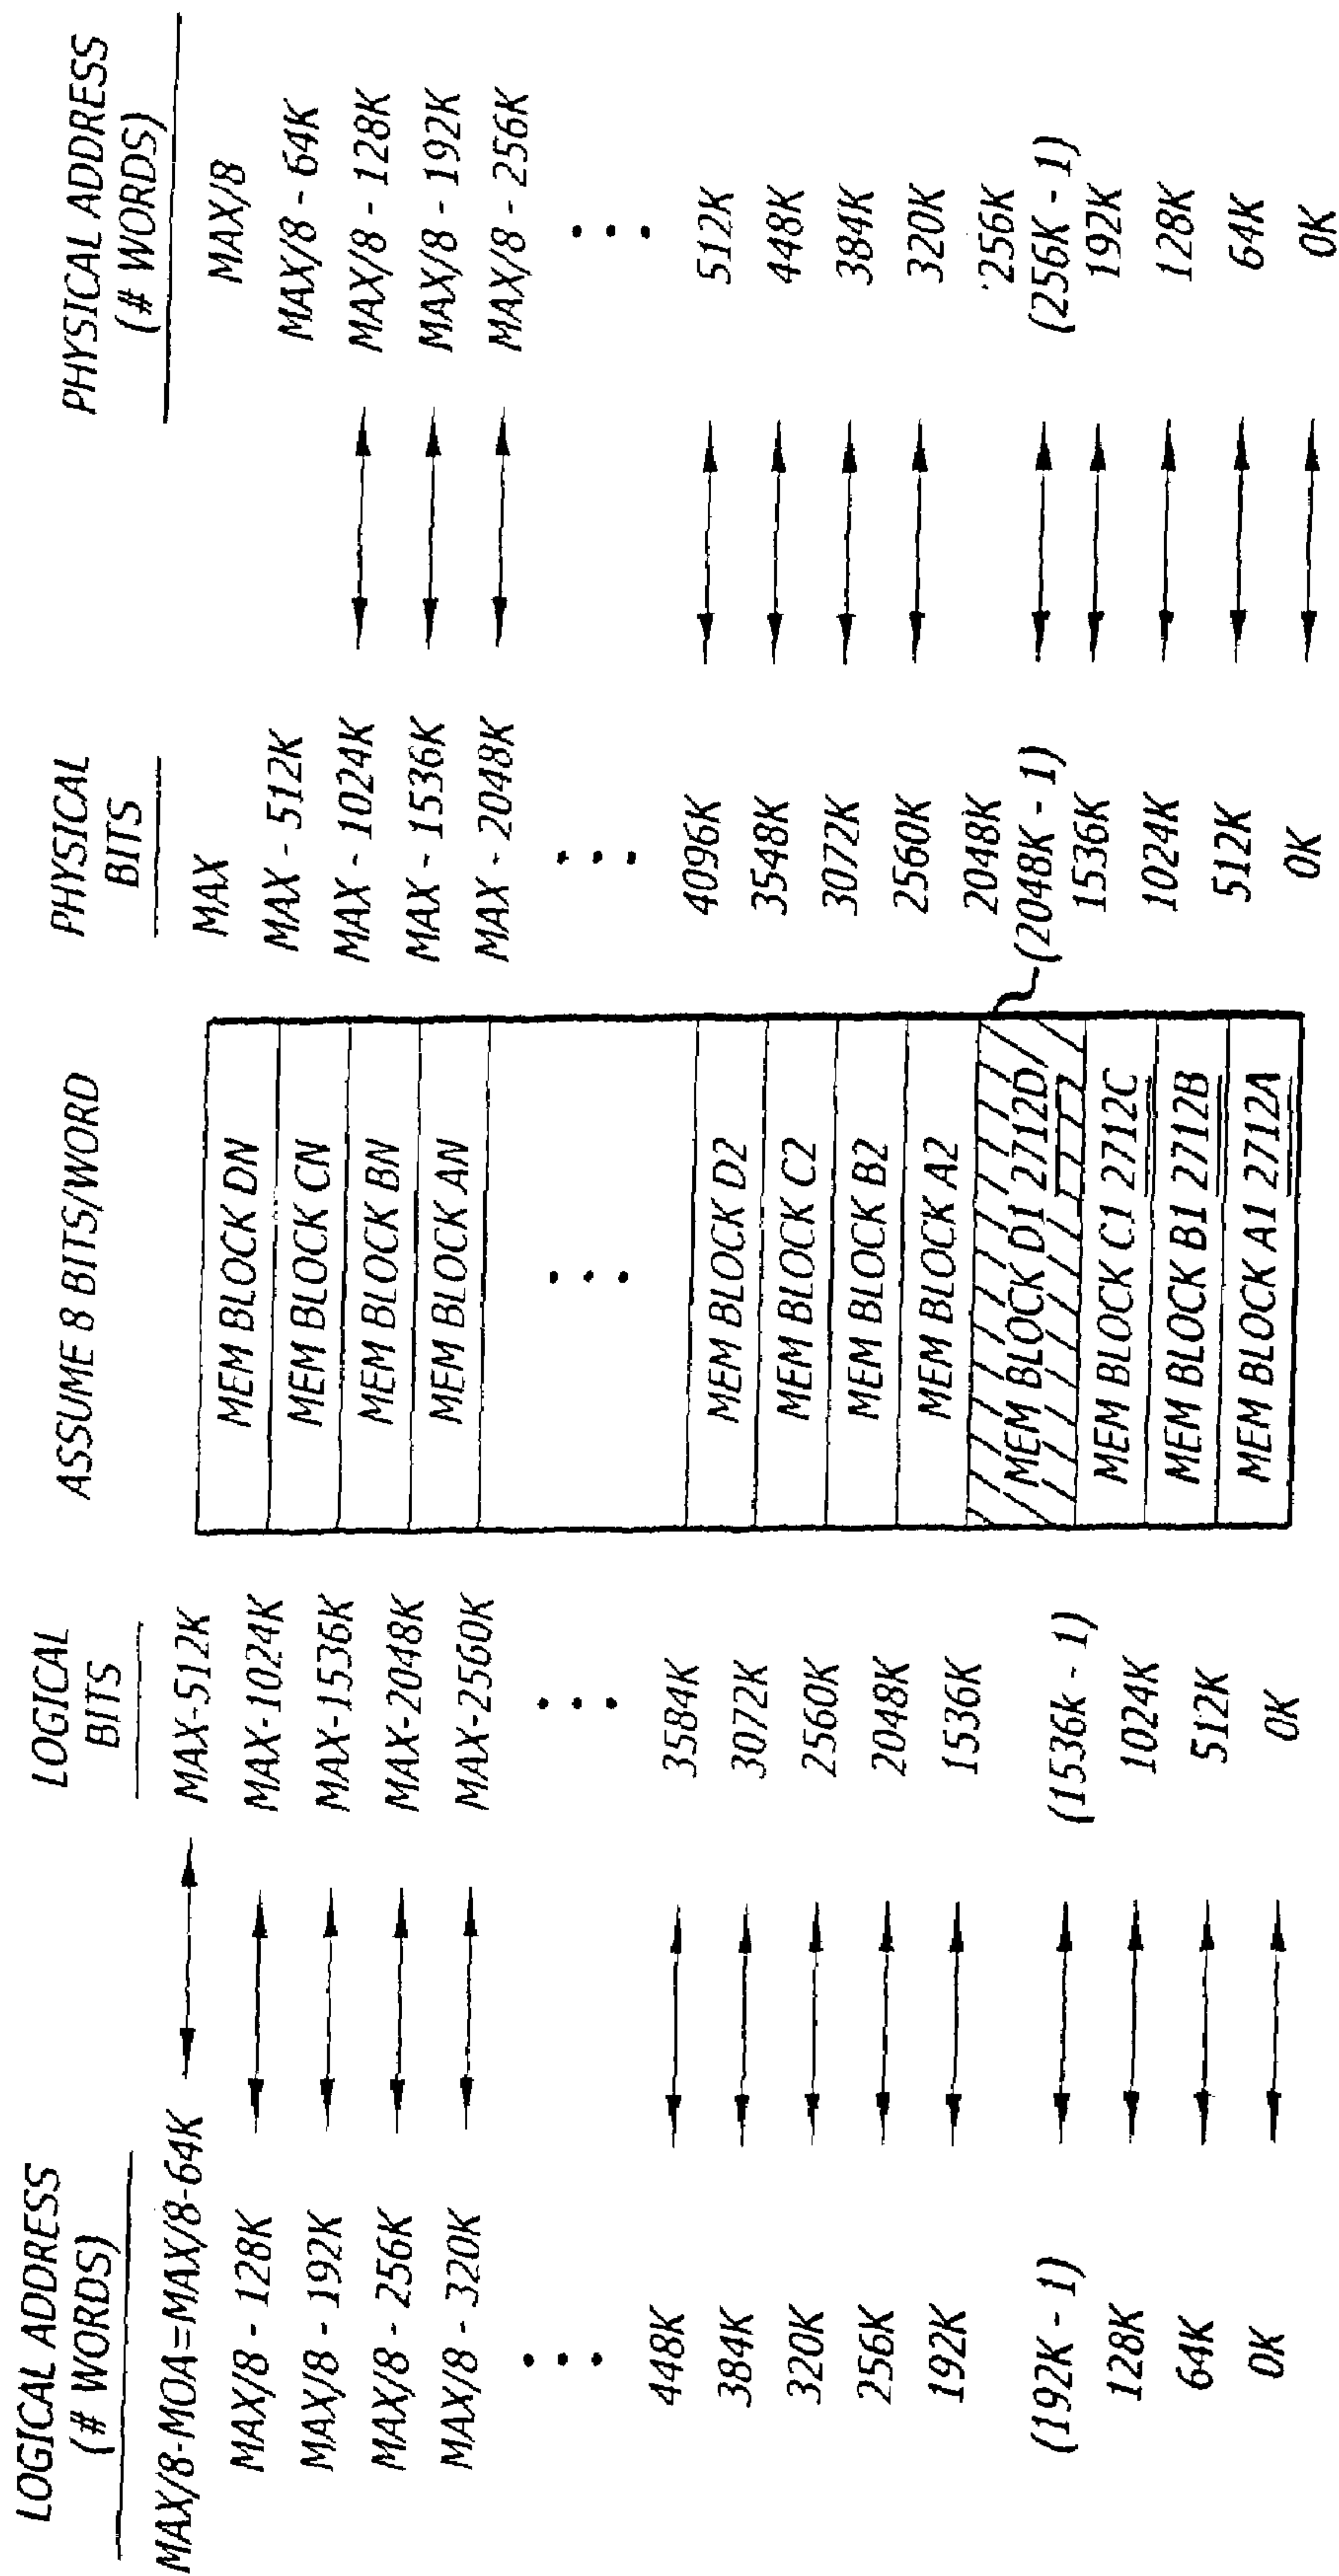 LOGICAL ADDRESS
(# WORDS)
MAX/8-MOA=MAX/8-64K
MAX/8 - 128K
MAX/8 - 192K
MAX/8 - 256K
MAX/8 - 320K
448K
384K
320K
256K
192K
(192K - 1)
128K
64K
0K
LOGICAL
BITS
MAX-512K
MAX-1024K
MAX-1536K
MAX-2048K
MAX-2560K
3584K
3072K
2560K
2048K
1536K
(1536k - 1)
1024K
512K
0K
ASSUME 8 BITS/WORD
MEM BLOCK DN
MEM BLOCK CN
MEM BLOCK BN
MEM BLOCK AN
MEM BLOCK D2
MEM BLOCK C2
MEM BLOCK B2
MEM BLOCK A2
MEM BLOCK D1 2712D
MEM BLOCK C1 2712C
MEM BLOCK B1 2712B
MEM BLOCK A1 2712A
PHYSICAL
BITS
MAX
MAX - 512K
MAX - 1024K
MAX - 1536K
MAX - 2048K
4096K
3548K
3072K
2560K
2048K
(2048K - 1)
1536K
1024K
512K
0K
PHYSICAL ADDRESS
(# WORDS)
MAX/8
MAX/8 - 64K
MAX/8 - 128K
MAX/8 - 192K
MAX/8 - 256K
512K
448K
384K
320K
256K
(256K - 1)
192K
128K
64K
0K